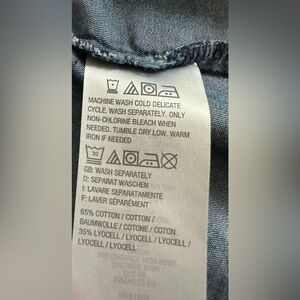 MACHINE WASH COLD DELICATE
CYCLE. WASH SEPARATELY. ONLY
NON-CHLORINE BLEACH WHEN
NEEDED. TUMBLE DRY LOW. WARM
IRON IF NEEDED
30
GB: WASH SEPARATELY
D: SEPARAT WASCHEN
I: LAVARE SEPARATAMENTE
F: LAVER SÉPARÉMENT
65% COTTON / COTTON /
BAUMWOLLE / COTONE / COTON
35% LYOCELL / LYOCELL / LYOCELL /
LYOCELL / LYOCELL